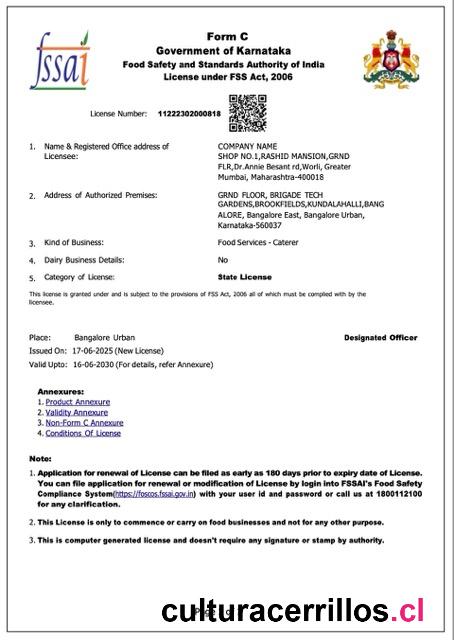 fssai
Form C
Government of Karnataka
Food Safety and Standards Authority of India
License under FSS Act, 2006
License Number: 11222302000818
1. Name & Registered Office address of Licensee:
COMPANY NAME
SHOP NO.1,RASHID MANSION,GRND
FLR,Dr.Annie Besant rd,Worli, Greater
Mumbai, Maharashtra-400018
2. Address of Authorized Premises:
GRND FLOOR, BRIGADE TECH
GARDENS,BROOKFIELDS,KUNDALAHALLI,BANG
ALORE, Bangalore East, Bangalore Urban,
Karnataka-560037
3. Kind of Business: Food Services - Caterer
4. Dairy Business Details: No
5. Category of License: State License
This license is granted under and is subject to the provisions of FSS Act, 2006 all of which must be complied with by the
licensee.
Place: Bangalore Urban Designated Officer
Issued On: 17-06-2025 (New License)
Valid Upto: 16-06-2030 (For details, refer Annexure)
Annexures:
1. Product Annexure
2. Validity Annexure
3. Non-Form C Annexure
4. Conditions Of License
Note:
1. Application for renewal of License can be filed as early as 180 days prior to expiry date of License.
You can file application for renewal or modification of License by login into FSSAI's Food Safety
Compliance System(https://foscos.fssai.gov.in) with your user id and password or call us at 1800112100
for any clarification.
2. This License is only to commence or carry on food businesses and not for any other purpose.
3. This is computer generated license and doesn't require any signature or stamp by authority.
culturacerrillos.cl